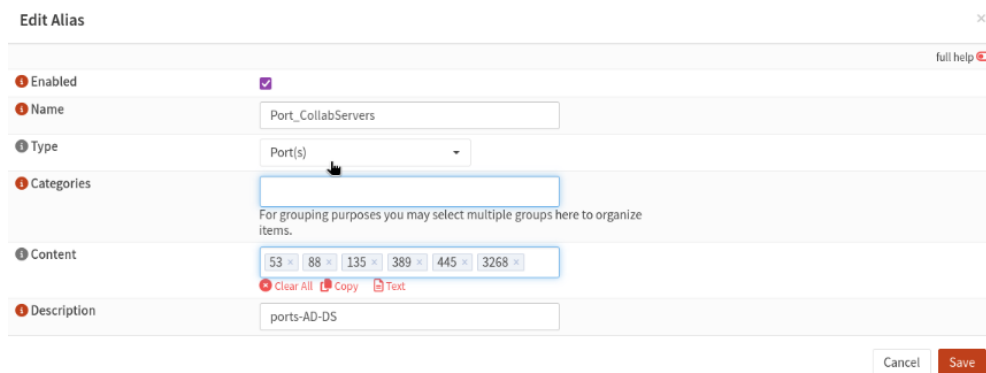 Edit Alias ×
full help
Enabled
Name Port_CollabServers
Type Port(s)
Categories
For grouping purposes you may select multiple groups here to organize
items.
Content 53 × 88 × 135 × 389 × 445 × 3268 ×
Clear All Copy Text
Description ports-AD-DS
Cancel Save